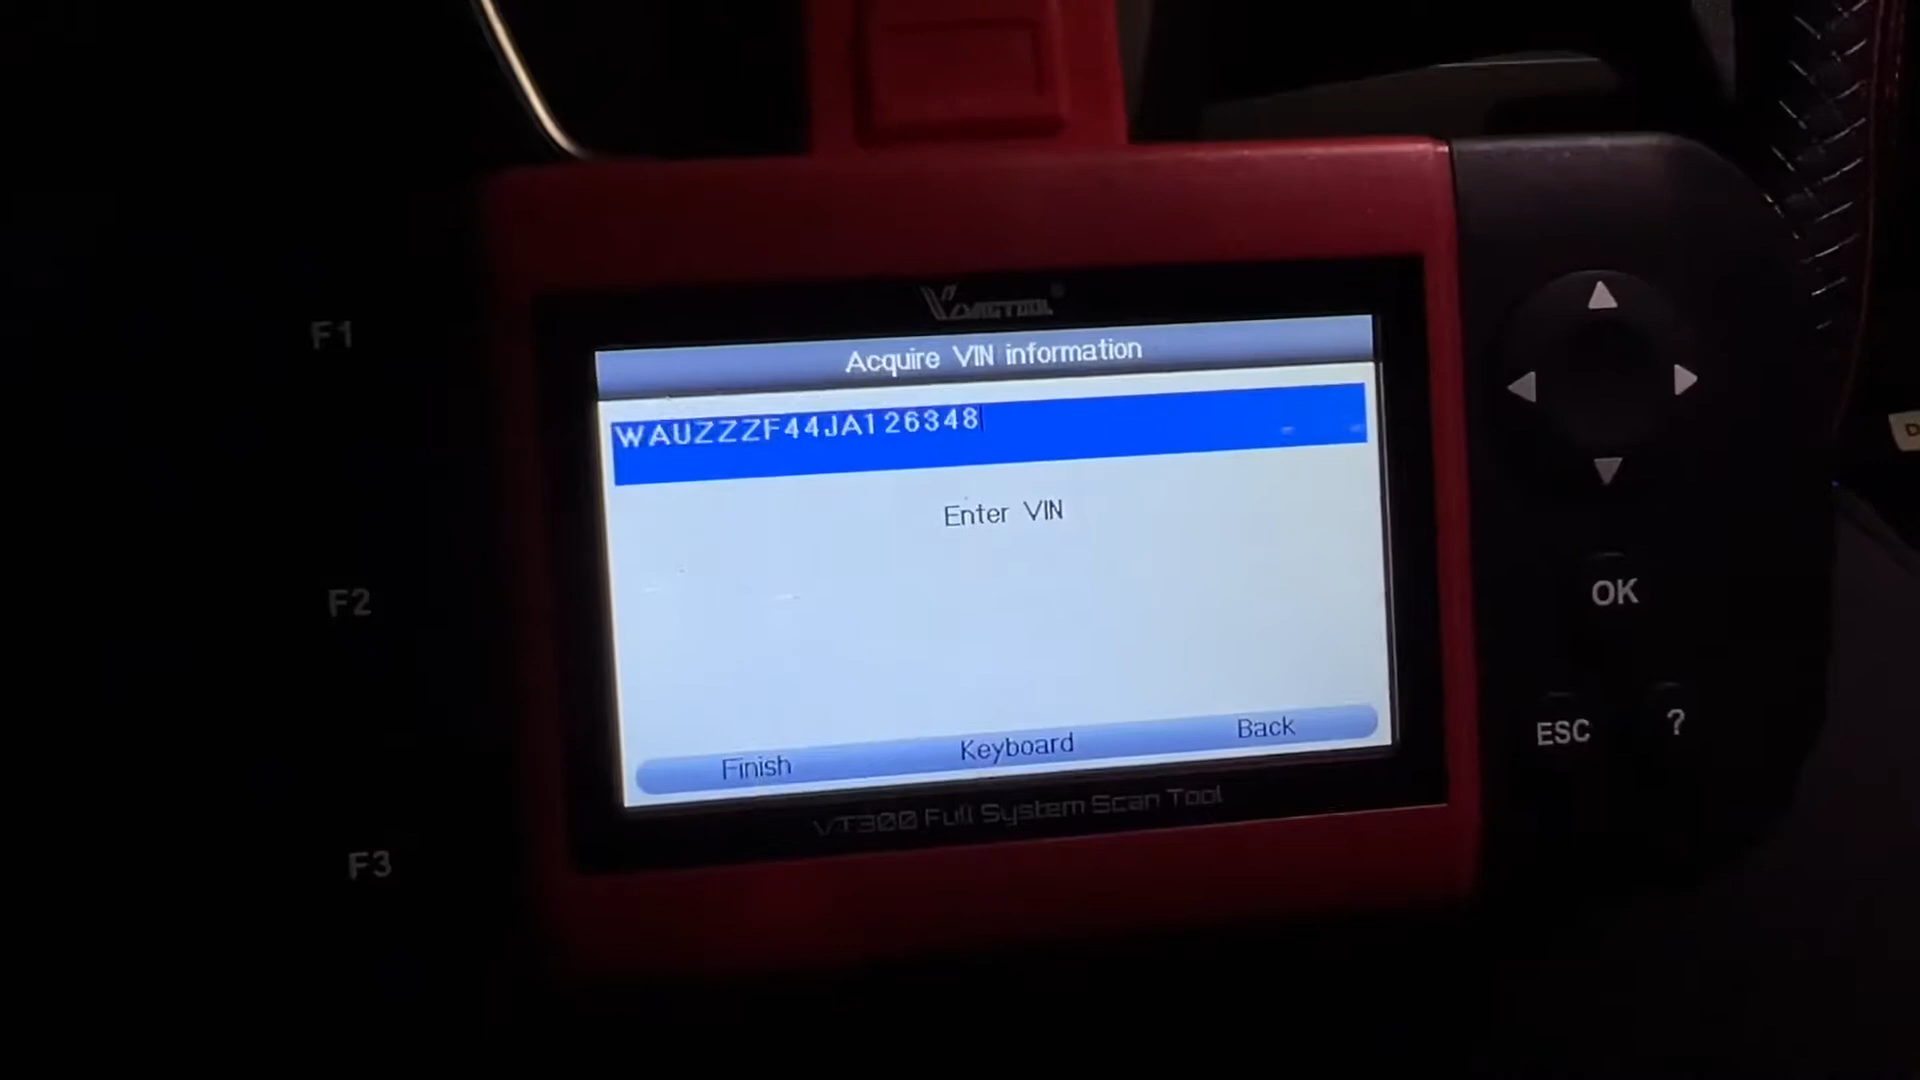 VDIAGTOOL
Acquire VIN information
WAUZZZF44JA126348
Enter VIN
Finish Keyboard Back
VT300 Full System Scan Tool
F1
F2
F3
OK
ESC ?
D